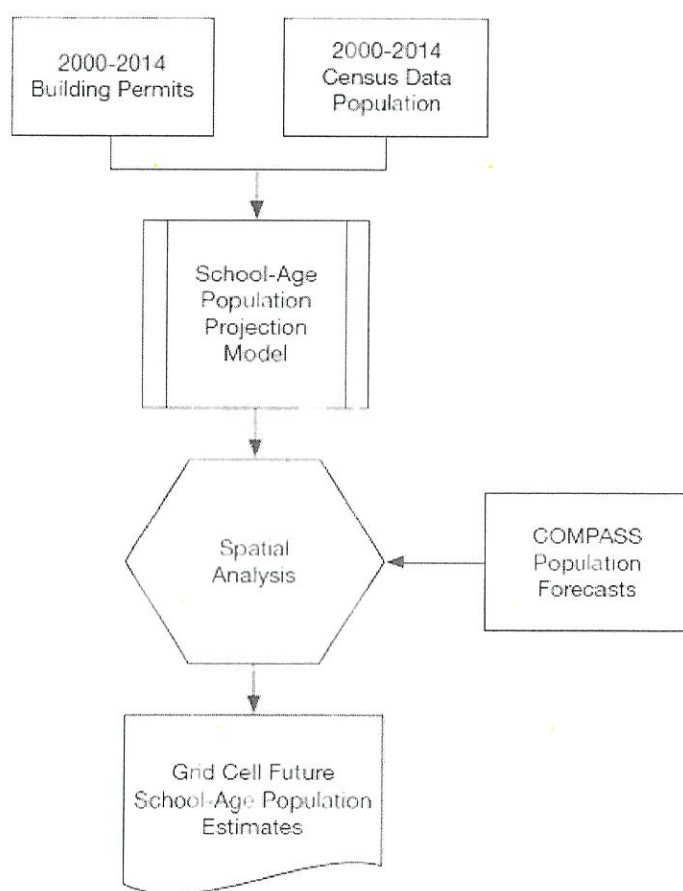 2000-2014
Building Permits
2000-2014
Census Data
Population
School-Age
Population
Projection
Model
Spatial
Analysis
COMPASS
Population
Forecasts
Grid Cell Future
School-Age Population
Estimates